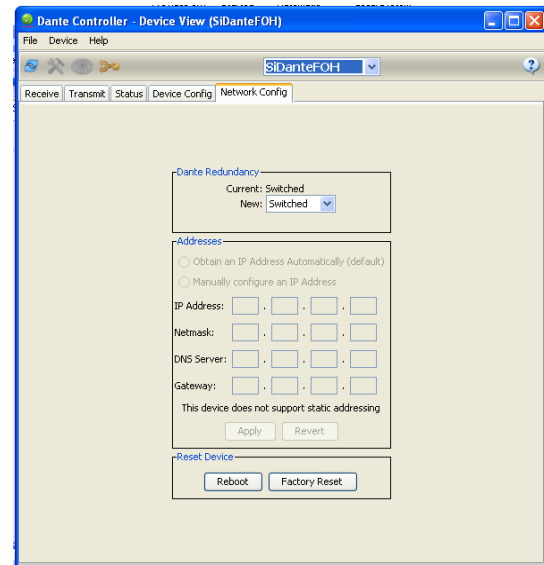 Dante Controller - Device View (SiDanteFOH)
File Device Help
SiDanteFOH
Receive Transmit Status Device Config Network Config
Dante Redundancy
Current: Switched
New: Switched
Addresses
Obtain an IP Address Automatically (default)
Manually configure an IP Address
IP Address: . . .
Netmask: . . .
DNS Server: . . .
Gateway: . . .
This device does not support static addressing
Apply Revert
Reset Device
Reboot Factory Reset